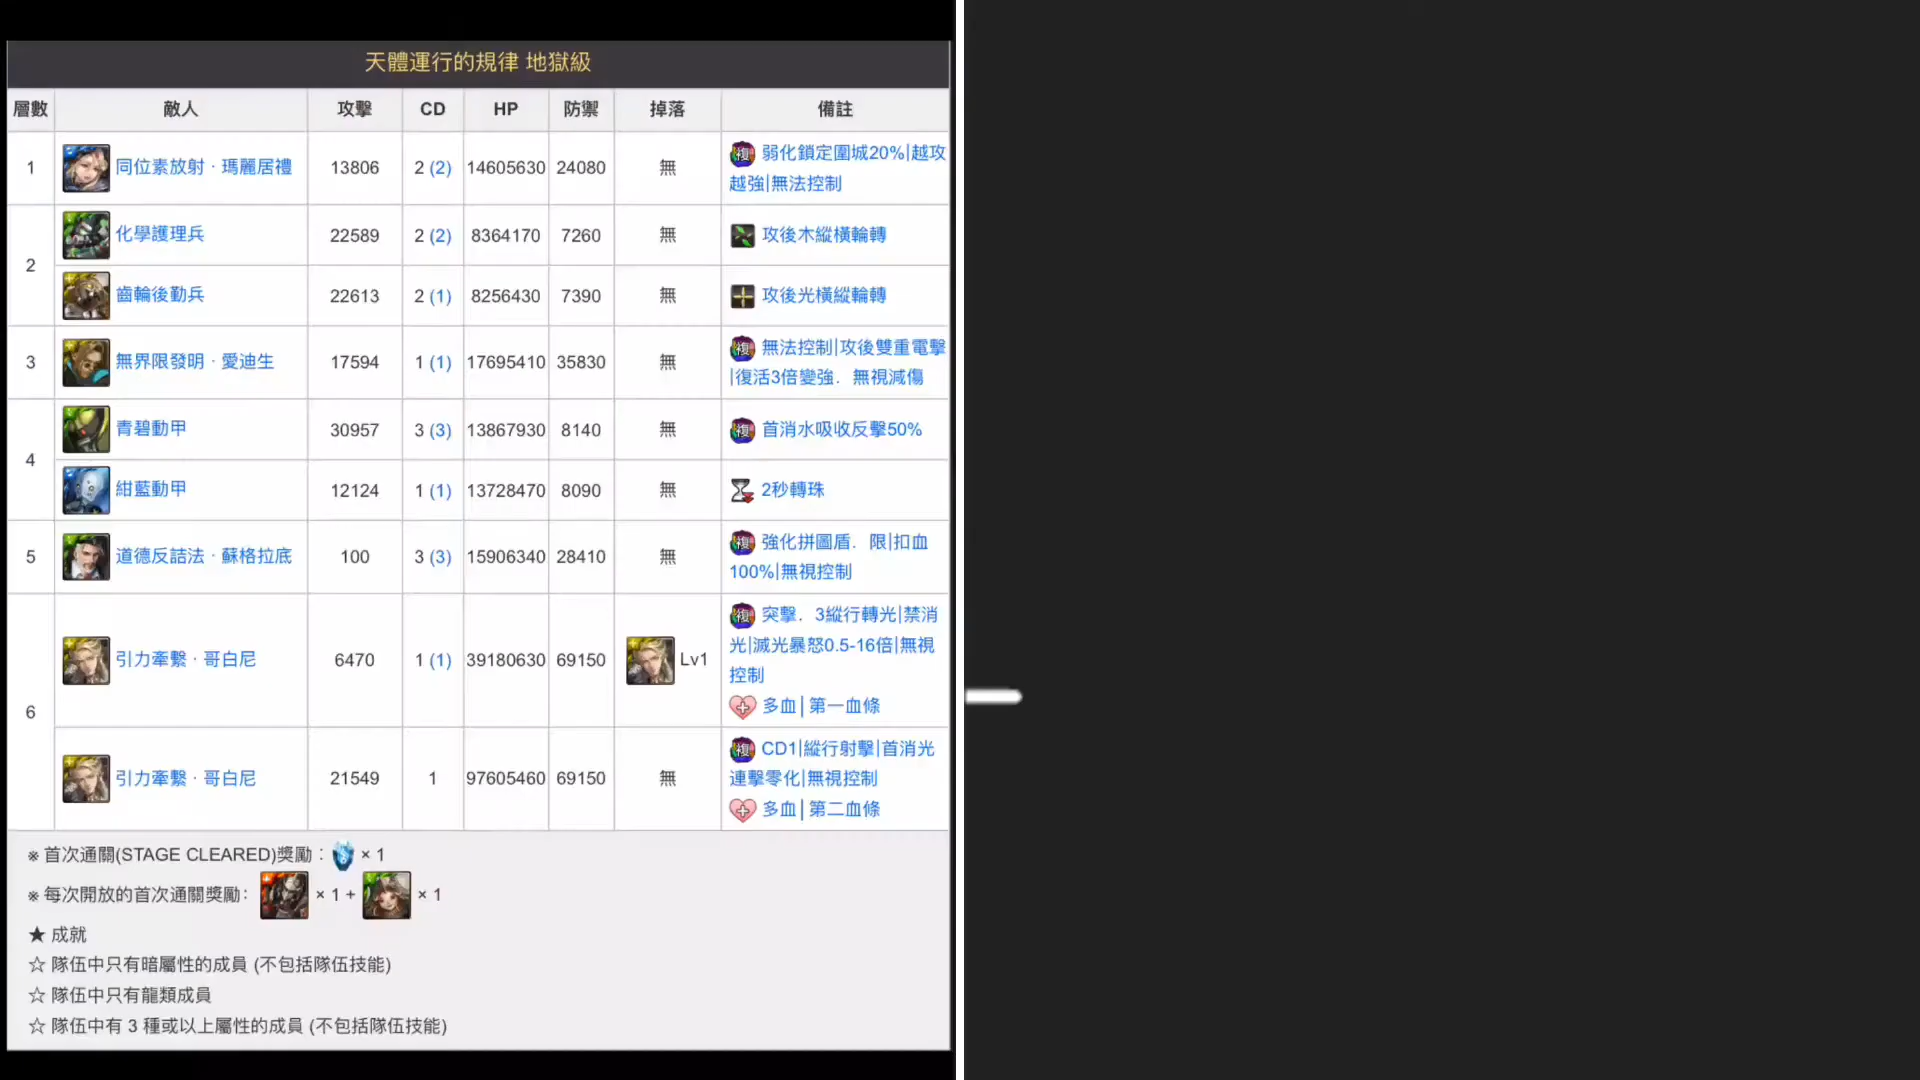 天體運行的規律 地獄級
層數 敵人 攻擊 CD HP 防禦 掉落 備註
1 同位素放射．瑪麗居禮 13806 2 (2) 14605630 24080 無 弱化鎖定圍城20%|越攻
越強|無法控制
2
化學護理兵 22589 2 (2) 8364170 7260 無 攻後木縱橫輪轉
齒輪後勤兵 22613 2 (1) 8256430 7390 無 攻後光橫縱輪轉
3 無界限發明．愛迪生 17594 1 (1) 17695410 35830 無 無法控制|攻後雙重電擊
|復活3倍變強．無視減傷
4
青碧動甲 30957 3 (3) 13867930 8140 無 首消水吸收反擊50%
紺藍動甲 12124 1 (1) 13728470 8090 無 2秒轉珠
5 道德反詰法．蘇格拉底 100 3 (3) 15906340 28410 無 強化拼圖盾．限|扣血
100%|無視控制
6
引力牽繫．哥白尼 6470 1 (1) 39180630 69150 Lv1 突擊．3縱行轉光|禁消
光|滅光暴怒0.5-16倍|無視
控制
多血│第一血條
引力牽繫．哥白尼 21549 1 97605460 69150 無 CD1|縱行射擊|首消光
連擊零化|無視控制
多血│第二血條
※ 首次通關(STAGE CLEARED)獎勵： × 1
※ 每次開放的首次通關獎勵： × 1 + × 1
★ 成就
☆ 隊伍中只有暗屬性的成員 (不包括隊伍技能)
☆ 隊伍中只有龍類成員
☆ 隊伍中有 3 種或以上屬性的成員 (不包括隊伍技能)